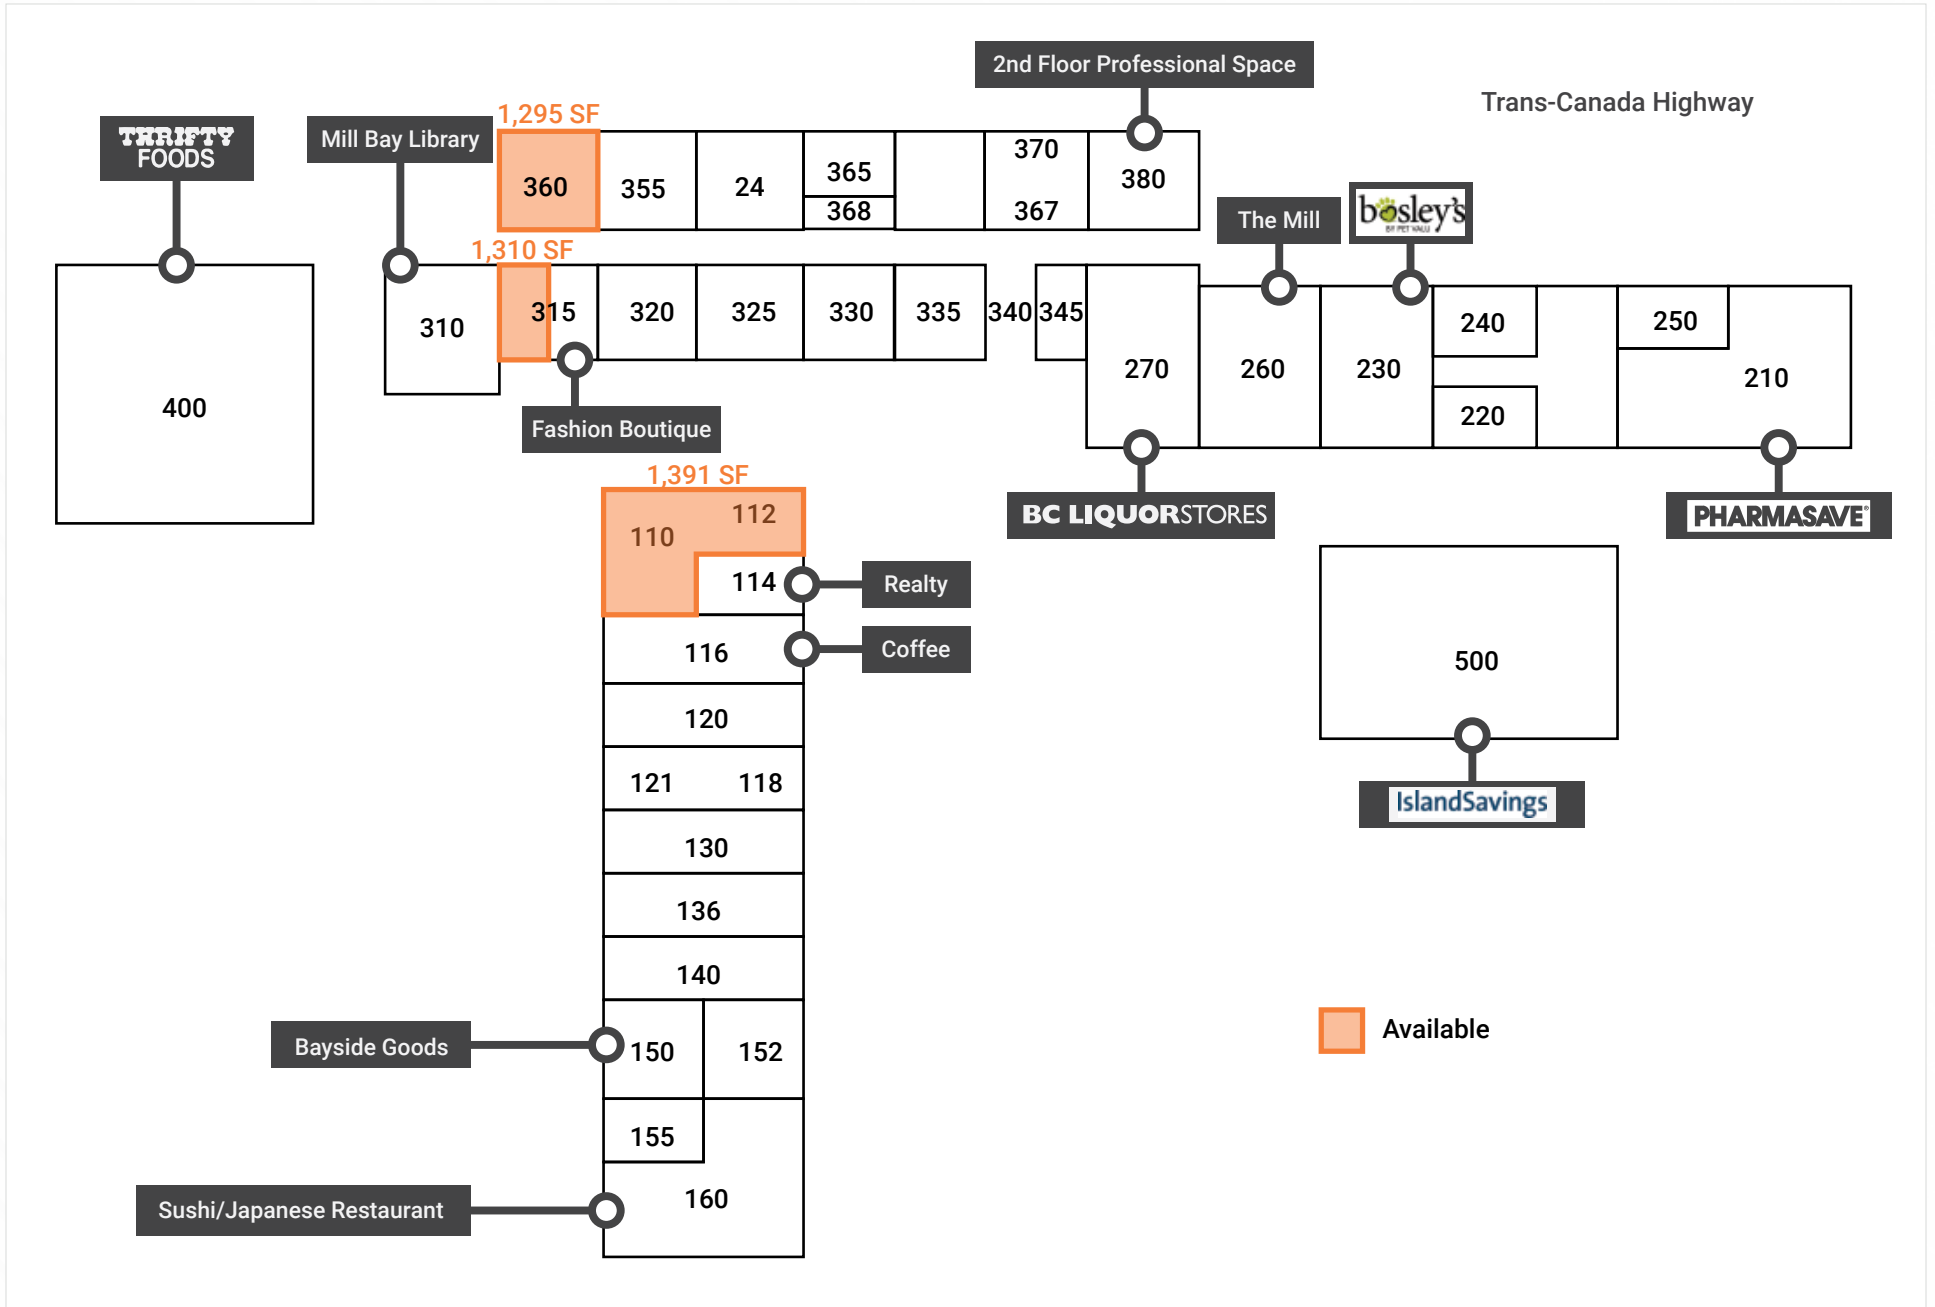 2nd Floor Professional Space
Trans-Canada Highway
1,295 SF
THRIFTY
FOODS
Mill Bay Library
360
355
24
365
368
370
367
380
The Mill
bosley's
BY PET VALU
1,310 SF
400
310
315
320
325
330
335
340
345
270
260
230
240
220
250
210
Fashion Boutique
BC LIQUORSTORES
PHARMASAVE®
1,391 SF
110
112
114
Realty
116
Coffee
120
121
118
130
136
140
500
IslandSavings
Bayside Goods
150
152
Available
155
Sushi/Japanese Restaurant
160